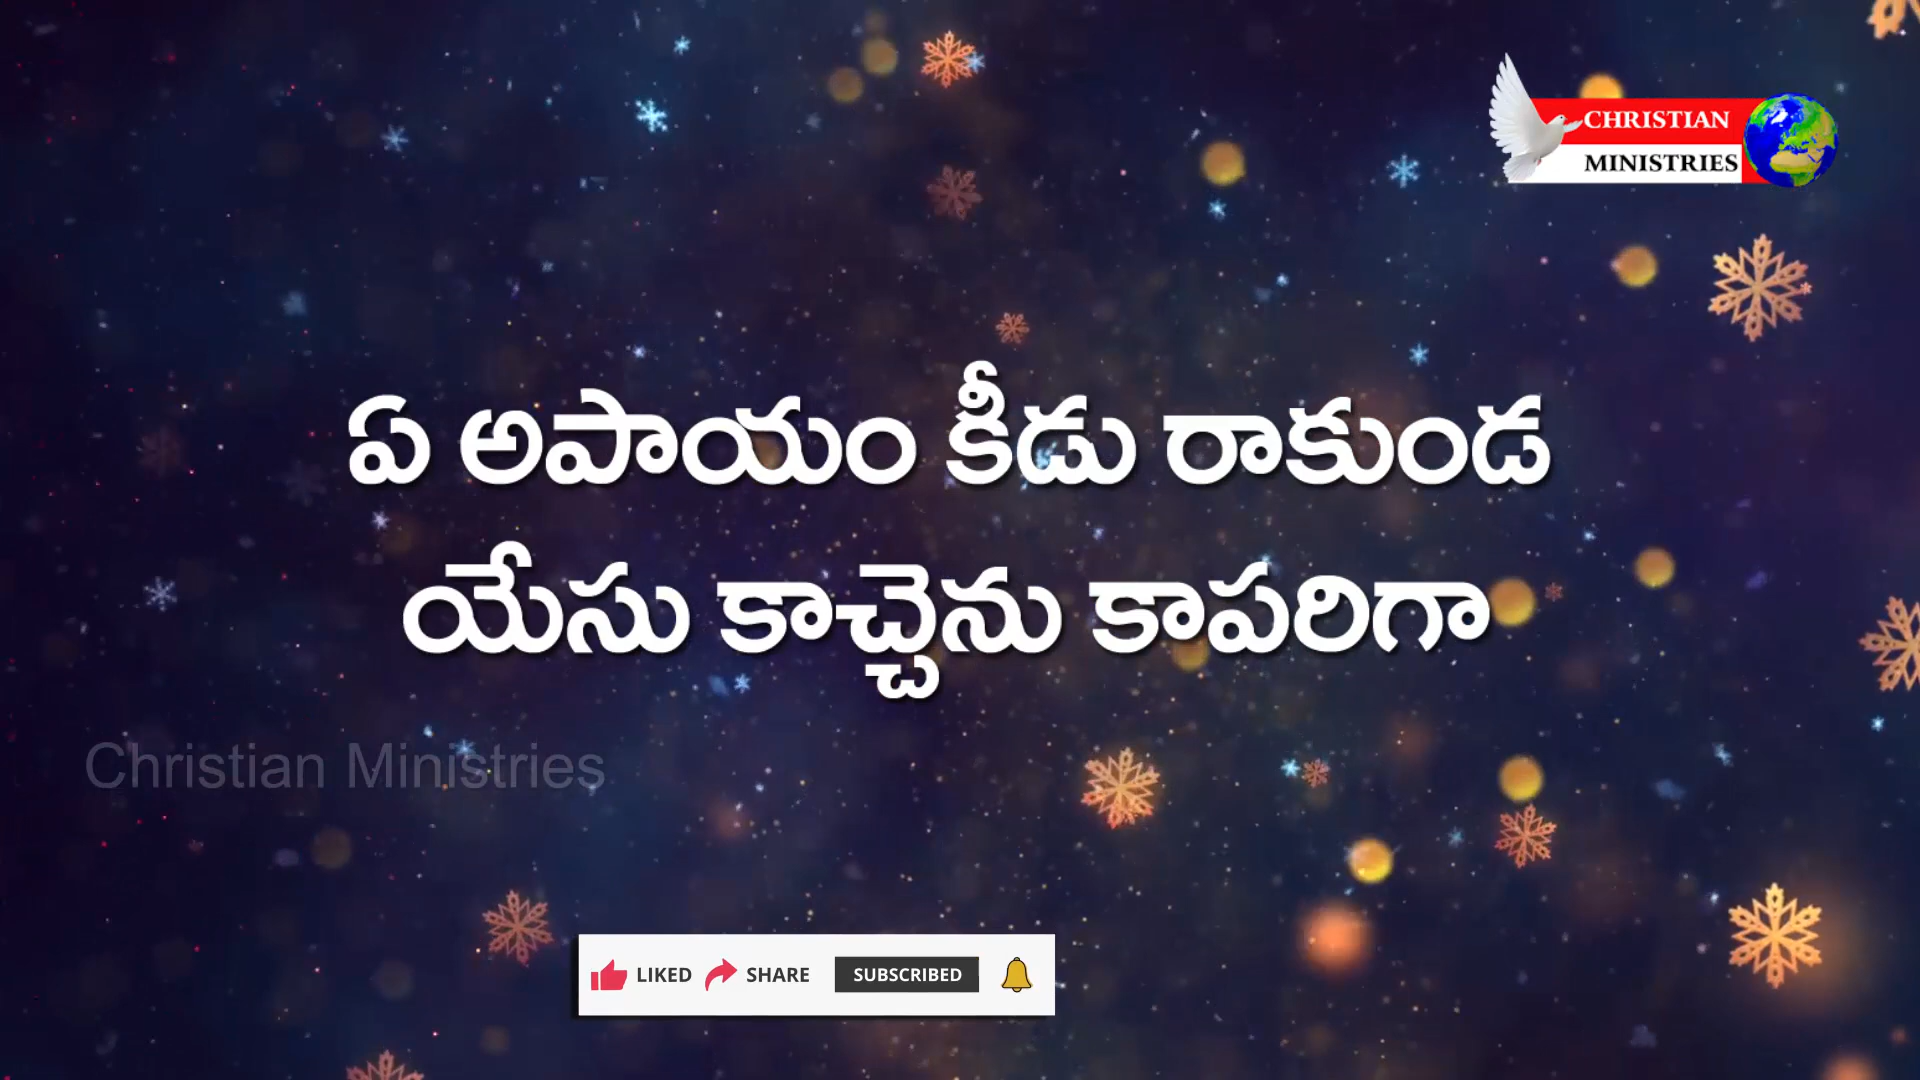 CHRISTIAN
MINISTRIES
ఏ అపాయం కీడు రాకుండ
యేసు కాచ్చెను కాపరిగా
Christian Ministries
LIKED SHARE SUBSCRIBED